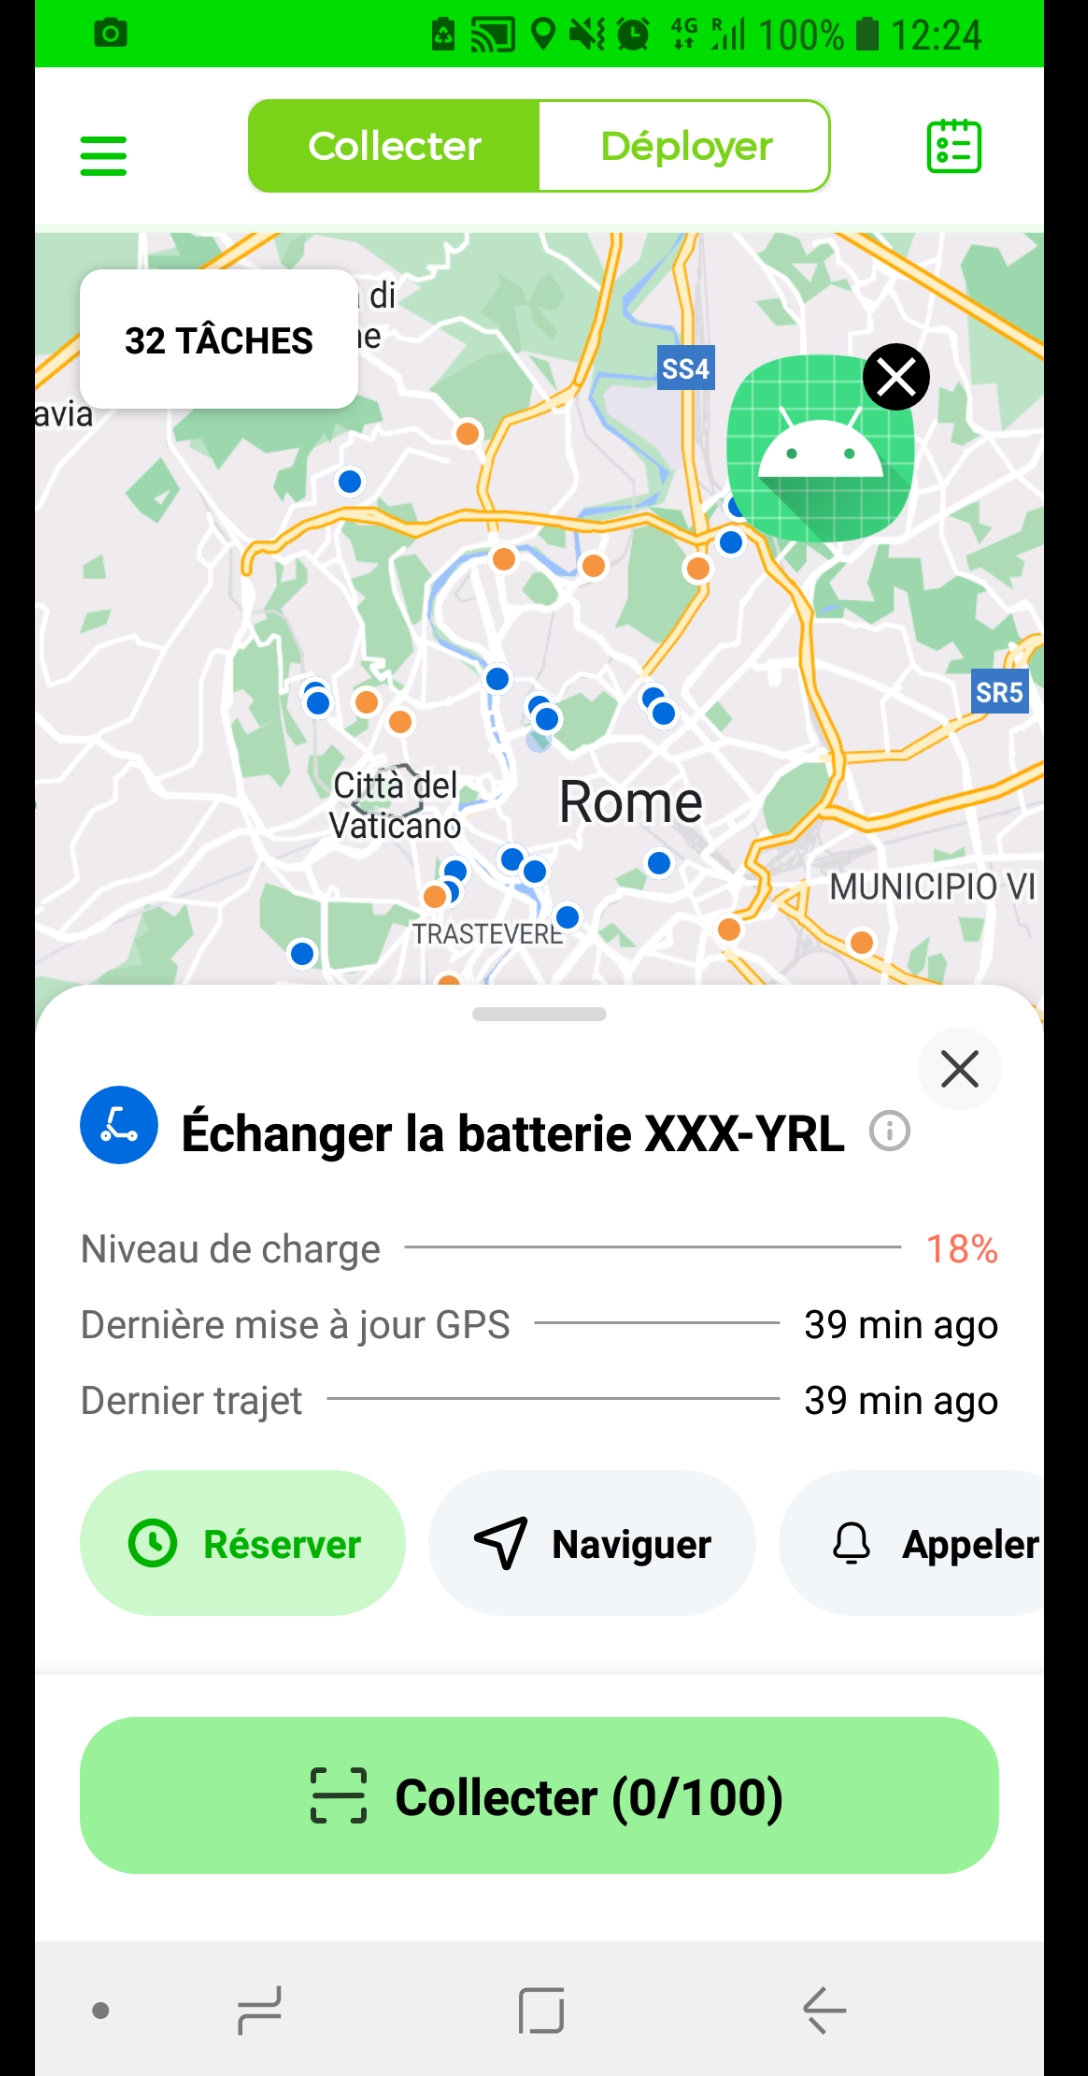 4G R 100% 12:24
Collecter Déployer
di
32 TÂCHES
avia
SS4
SR5
Città del
Vaticano
Rome
MUNICIPIO VI
TRASTEVERE
Échanger la batterie XXX-YRL
Niveau de charge 18%
Dernière mise à jour GPS 39 min ago
Dernier trajet 39 min ago
Réserver Naviguer Appeler
Collecter (0/100)